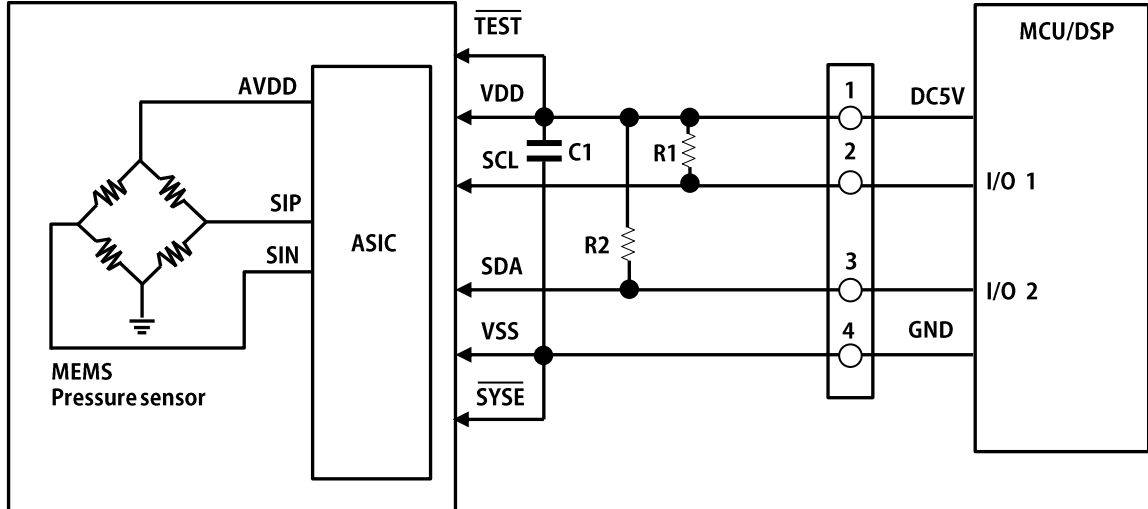 TEST
MCU/DSP
AVDD
VDD
1
DC5V
C1
R1
2
SCL
I/O 1
SIP
ASIC
R2
SIN
SDA
3
I/O 2
VSS
4
GND
MEMS
Pressure sensor
SYSE